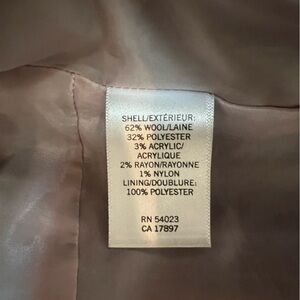 SHELL/EXTÉRIEUR:
62% WOOL/LAINE
32% POLYESTER
3% ACRYLIC/
ACRYLIQUE
2% RAYON/RAYONNE
1% NYLON
LINING/DOUBLURE:
100% POLYESTER
RN 54023
CA 17897